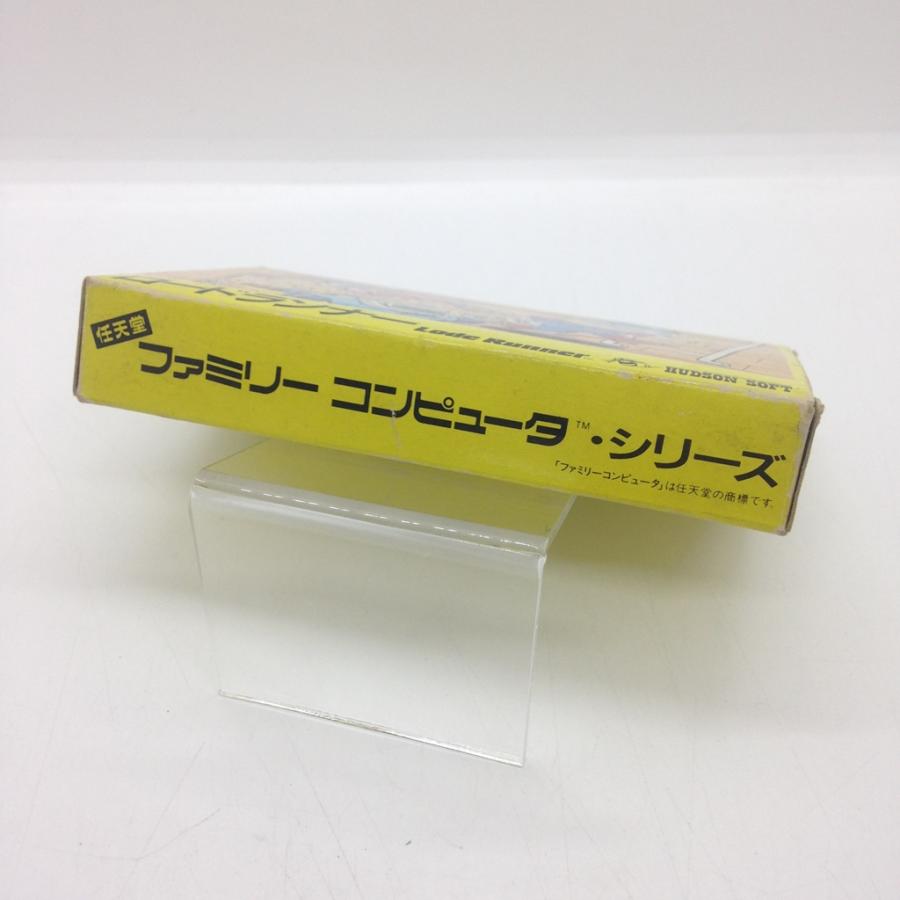 ロードランナー Lode Runner HUDSON SOFT
任天堂
ファミリー コンピュータ™・シリーズ
「ファミリーコンピュータ」は任天堂の商標です。